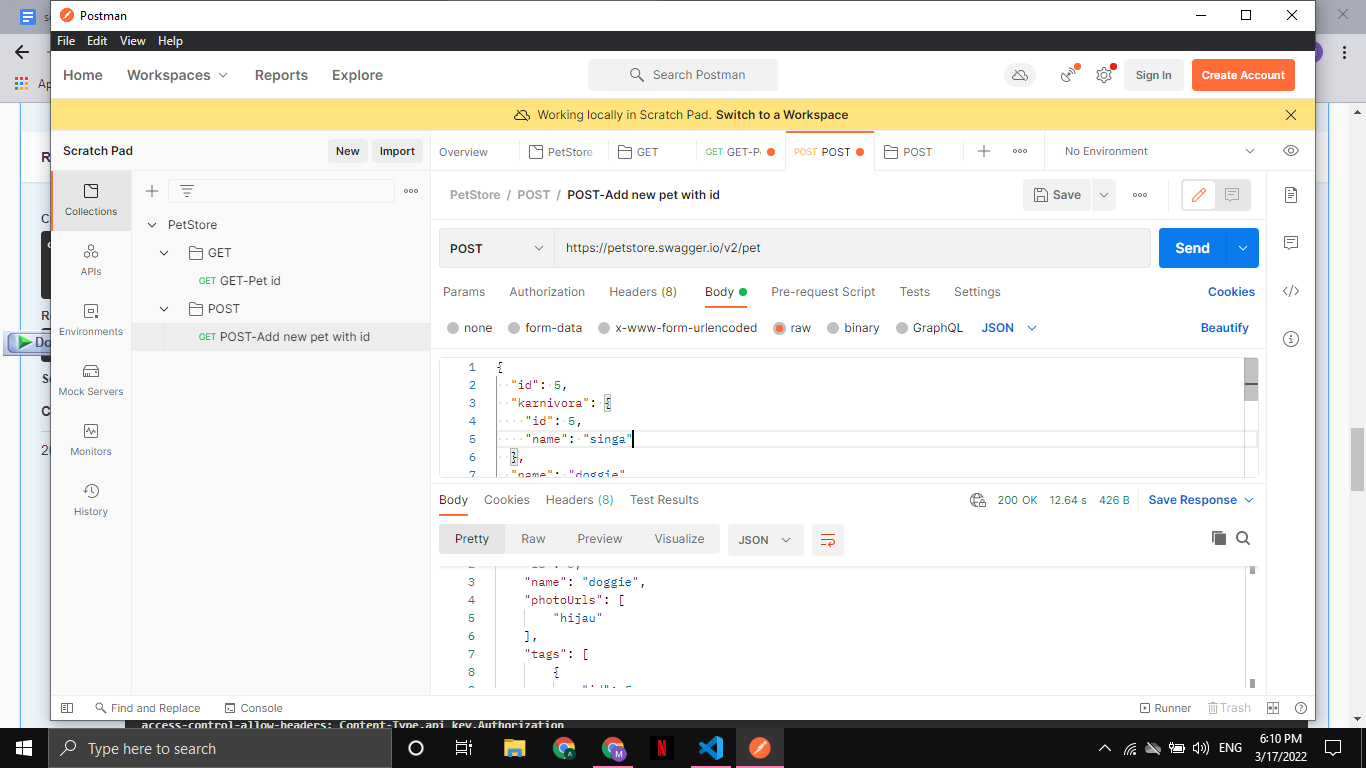 Postman
File Edit View Help
Home Workspaces Reports Explore Search Postman Sign In Create Account
Working locally in Scratch Pad. Switch to a Workspace
Scratch Pad New Import
Overview PetStore GET GET GET-P POST POST POST No Environment
Collections
APIs
Environments
Mock Servers
Monitors
History
PetStore
GET
GET GET-Pet id
POST
GET POST-Add new pet with id
PetStore / POST / POST-Add new pet with id Save
POST https://petstore.swagger.io/v2/pet Send
Params Authorization Headers (8) Body Pre-request Script Tests Settings Cookies
none form-data x-www-form-urlencoded raw binary GraphQL JSON Beautify
1 {
2 "id": 5,
3 "karnivora": {
4 "id": 5,
5 "name": "singa"
6 },
7 "name": "doggie"
Body Cookies Headers (8) Test Results 200 OK 12.64 s 426 B Save Response
Pretty Raw Preview Visualize JSON
3 "name": "doggie",
4 "photoUrls": [
5 "hijau"
6 ],
7 "tags": [
8 {
Find and Replace Console Runner Trash
access-control-allow-headers: Content-Type,api_key,Authorization
Type here to search
ENG
6:10 PM
3/17/2022